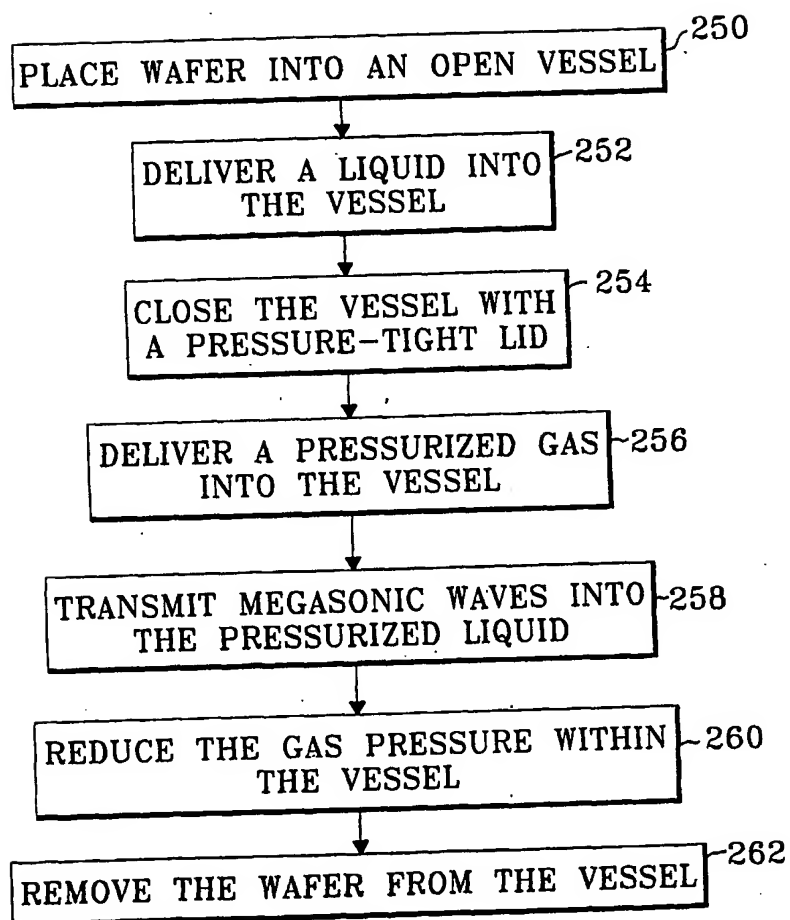 PLACE WAFER INTO AN OPEN VESSEL
250
DELIVER A LIQUID INTO
THE VESSEL
252
CLOSE THE VESSEL WITH
A PRESSURE-TIGHT LID
254
DELIVER A PRESSURIZED GAS
INTO THE VESSEL
256
TRANSMIT MEGASONIC WAVES INTO
THE PRESSURIZED LIQUID
258
REDUCE THE GAS PRESSURE WITHIN
THE VESSEL
260
REMOVE THE WAFER FROM THE VESSEL
262